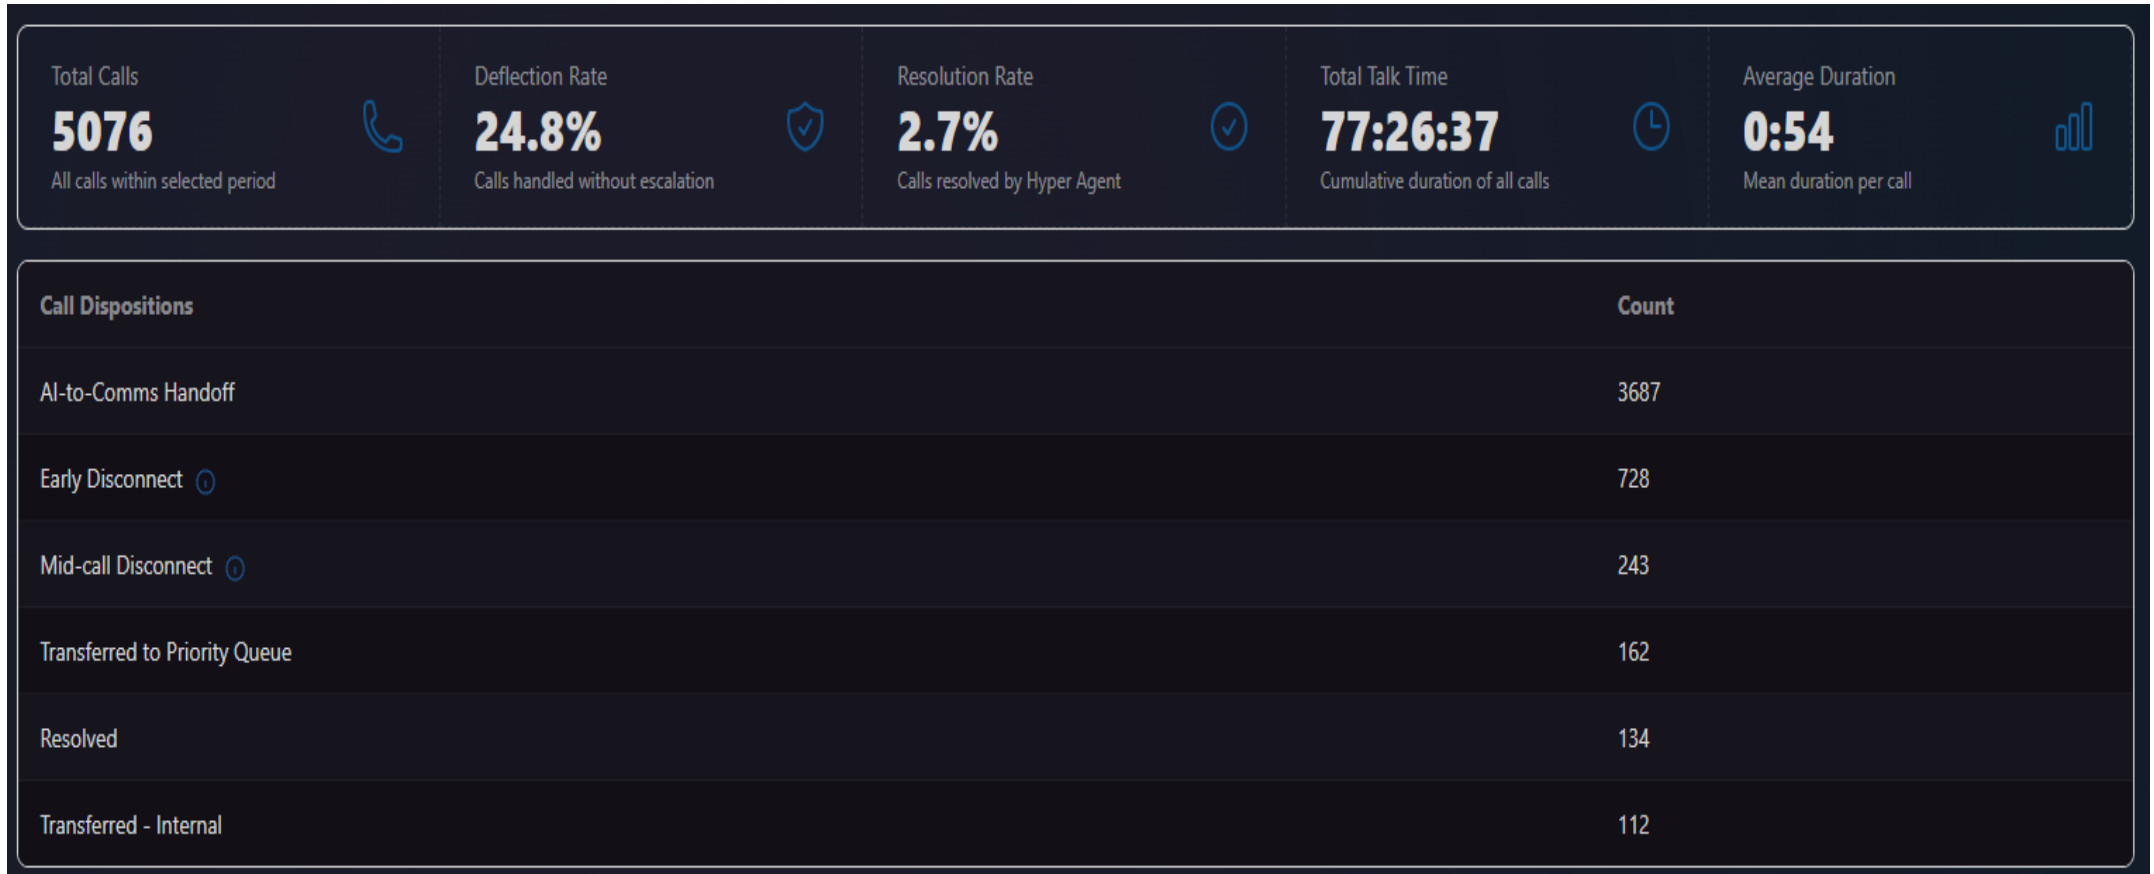 Total Calls
5076
All calls within selected period
Deflection Rate
24.8%
Calls handled without escalation
Resolution Rate
2.7%
Calls resolved by Hyper Agent
Total Talk Time
77:26:37
Cumulative duration of all calls
Average Duration
0:54
Mean duration per call
Call Dispositions Count
AI-to-Comms Handoff 3687
Early Disconnect 728
Mid-call Disconnect 243
Transferred to Priority Queue 162
Resolved 134
Transferred - Internal 112